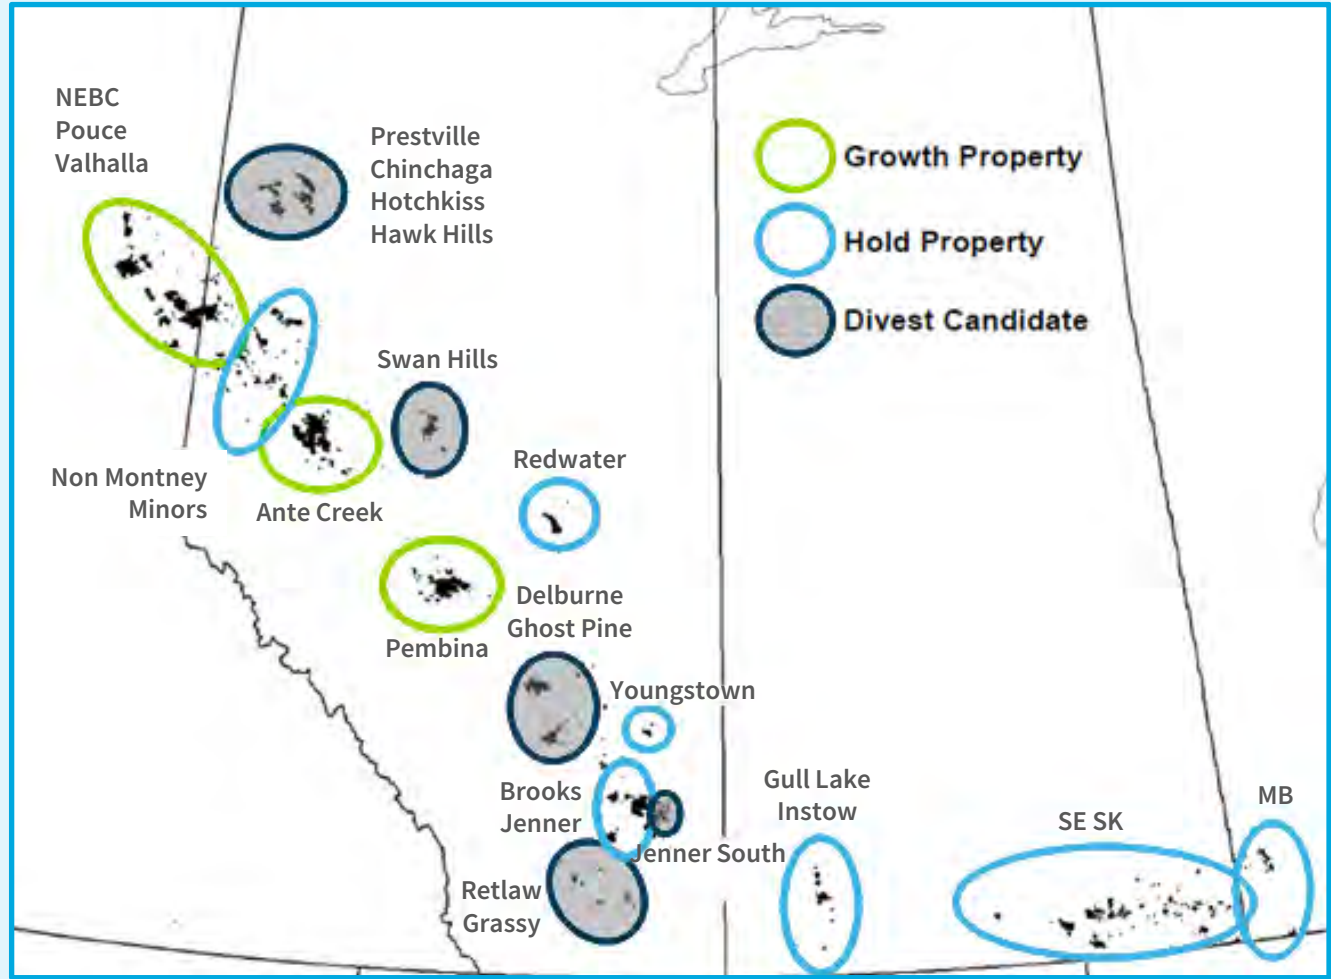 NEBC
Pouce
Valhalla
Prestville
Chinchaga
Hotchkiss
Hawk Hills
Growth Property
Hold Property
Divest Candidate
Swan Hills
Non Montney
Minors
Ante Creek
Redwater
Pembina
Delburne
Ghost Pine
Youngstown
Brooks
Jenner
Jenner South
Retlaw
Grassy
Gull Lake
Instow
SE SK
MB